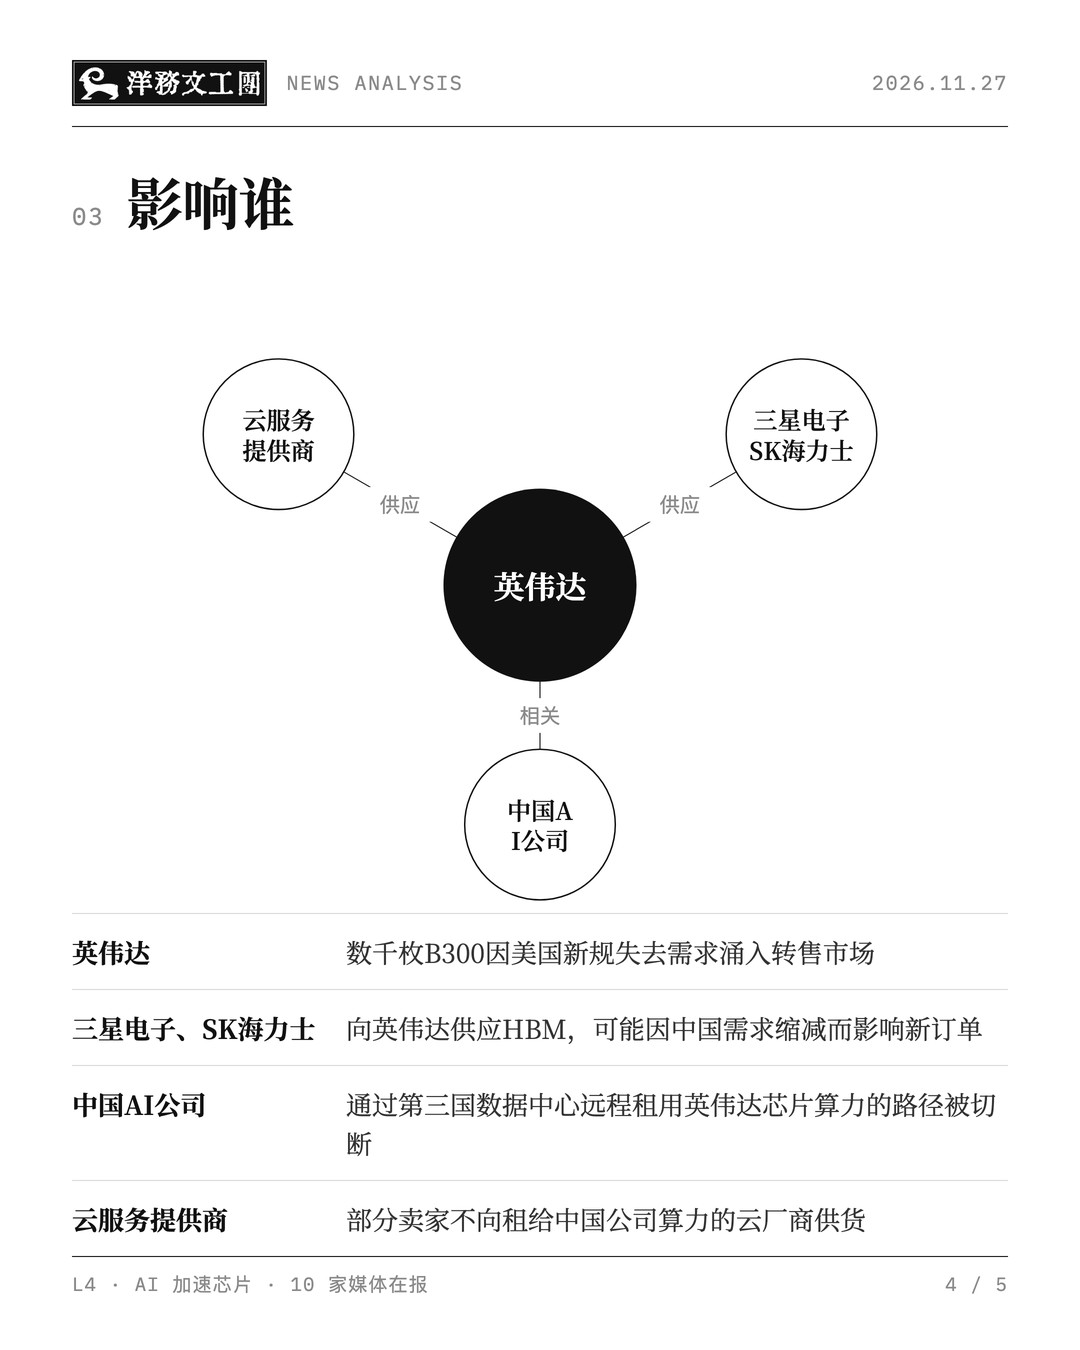 洋務文工團 NEWS ANALYSIS 2026.11.27
03 影响谁
云服务
提供商
三星电子
SK海力士
供应
供应
英伟达
相关
中国A
I公司
英伟达 数千枚B300因美国新规失去需求涌入转售市场
三星电子、SK海力士 向英伟达供应HBM，可能因中国需求缩减而影响新订单
中国AI公司 通过第三国数据中心远程租用英伟达芯片算力的路径被切
断
云服务提供商 部分卖家不向租给中国公司算力的云厂商供货
L4 · AI 加速芯片 · 10 家媒体在报 4 / 5